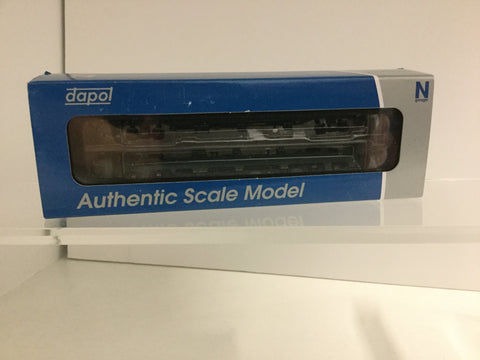 dapol
N
gauge
Authentic Scale Model